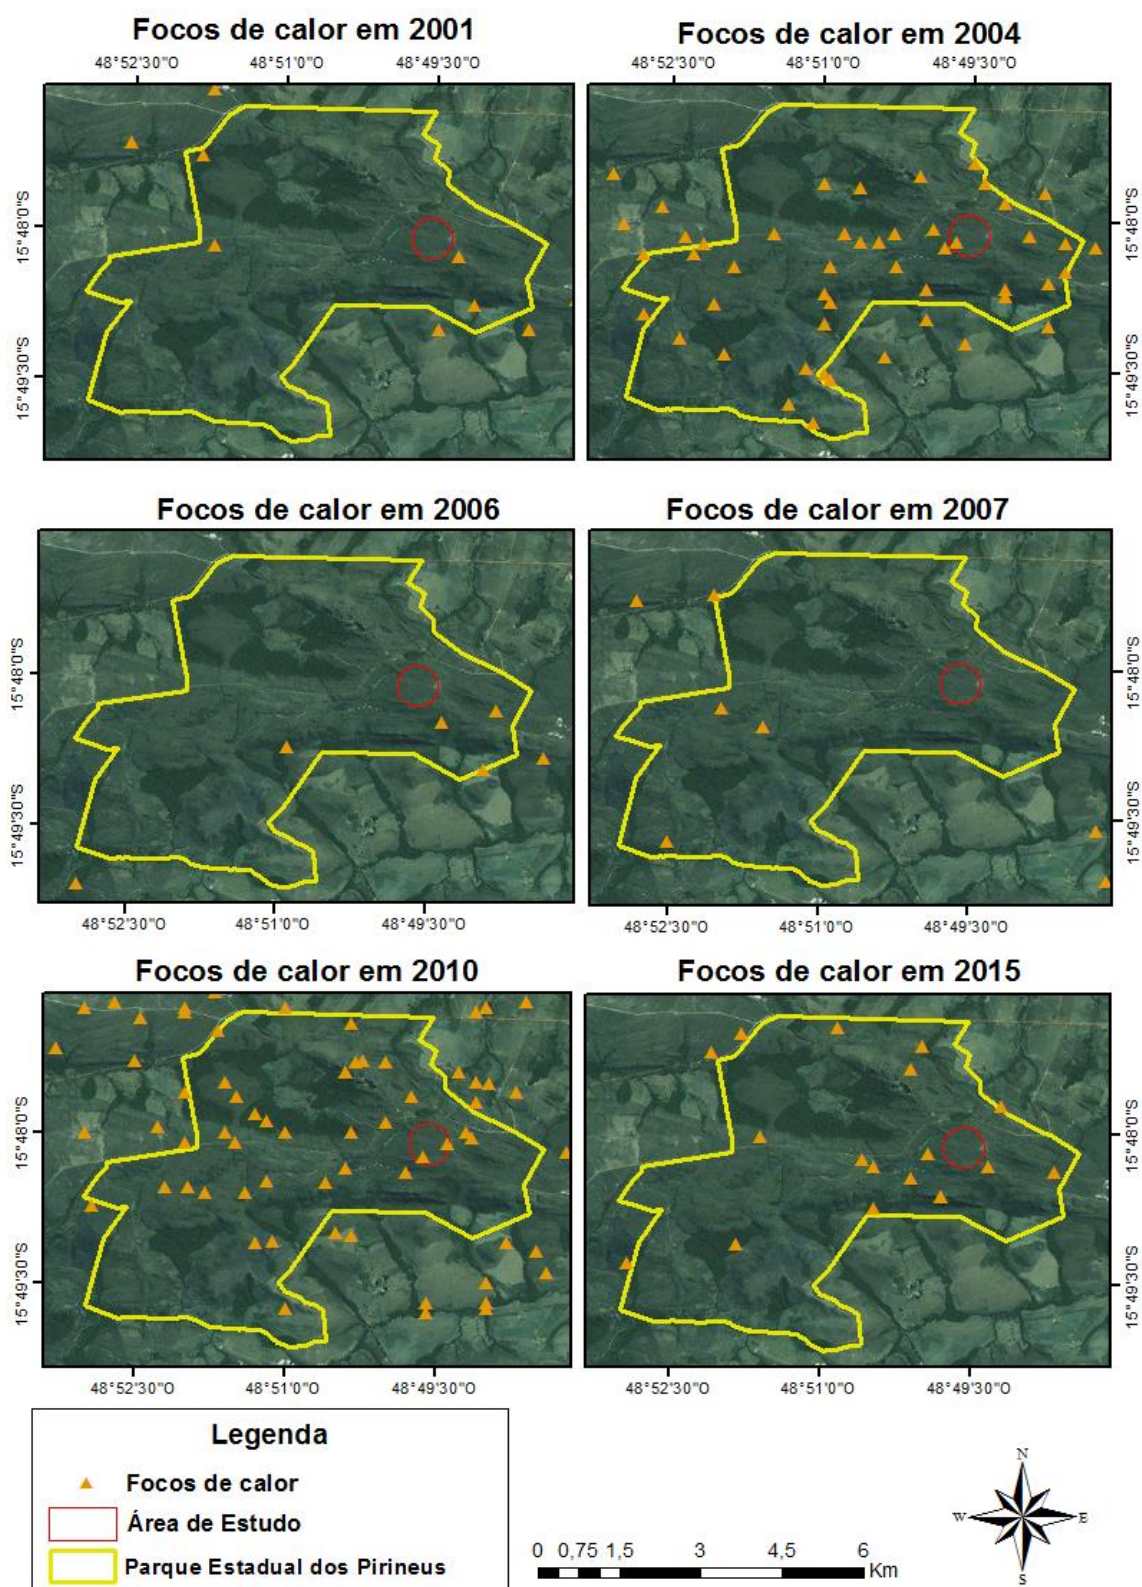 Focos de calor em 2001
48°52'30"O 48°51'0"O 48°49'30"O
15°48'0"S
15°49'30"S
Focos de calor em 2004
48°52'30"O 48°51'0"O 48°49'30"O
15°48'0"S
15°49'30"S
Focos de calor em 2006
15°48'0"S
15°49'30"S
48°52'30"O 48°51'0"O 48°49'30"O
Focos de calor em 2007
15°48'0"S
15°49'30"S
48°52'30"O 48°51'0"O 48°49'30"O
Focos de calor em 2010
15°48'0"S
15°49'30"S
48°52'30"O 48°51'0"O 48°49'30"O
Focos de calor em 2015
15°48'0"S
15°49'30"S
48°52'30"O 48°51'0"O 48°49'30"O
Legenda
Focos de calor
Área de Estudo
Parque Estadual dos Pirineus
0 0,75 1,5 3 4,5 6
Km
N
W E
S